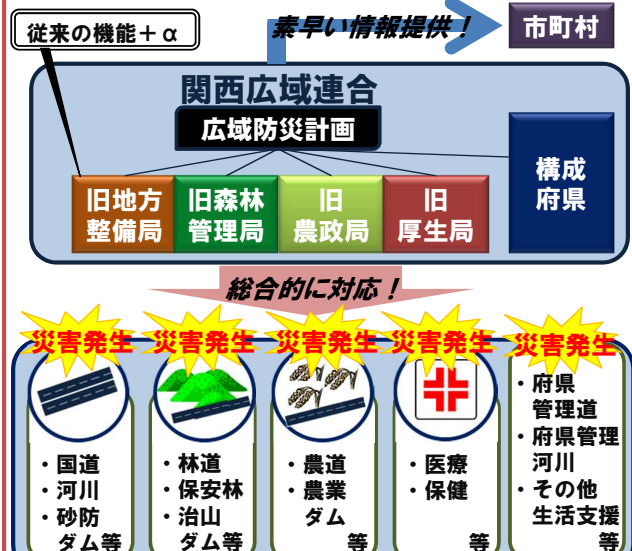 従来の機能+α
素早い情報提供!
市町村
関西広域連合
広域防災計画
旧地方
整備局
旧森林
管理局
旧
農政局
旧
厚生局
構成
府県
総合的に対応!
災害発生
災害発生
災害発生
災害発生
災害発生
・国道
・河川
・砂防
ダム等
・林道
・保安林
・治山
ダム等
・農道
・農業
ダム
等
・医療
・保健
等
・府県
管理道
・府県管理
河川
・その他
生活支援
等